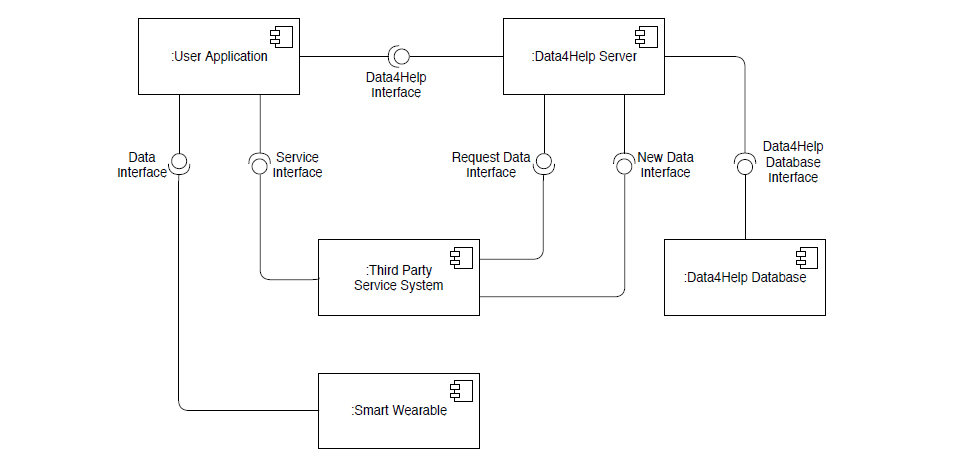 :User Application
:Data4Help Server
Data4Help
Interface
Data
Interface
Service
Interface
Request Data
Interface
New Data
Interface
Data4Help
Database
Interface
:Third Party
Service System
:Data4Help Database
:Smart Wearable